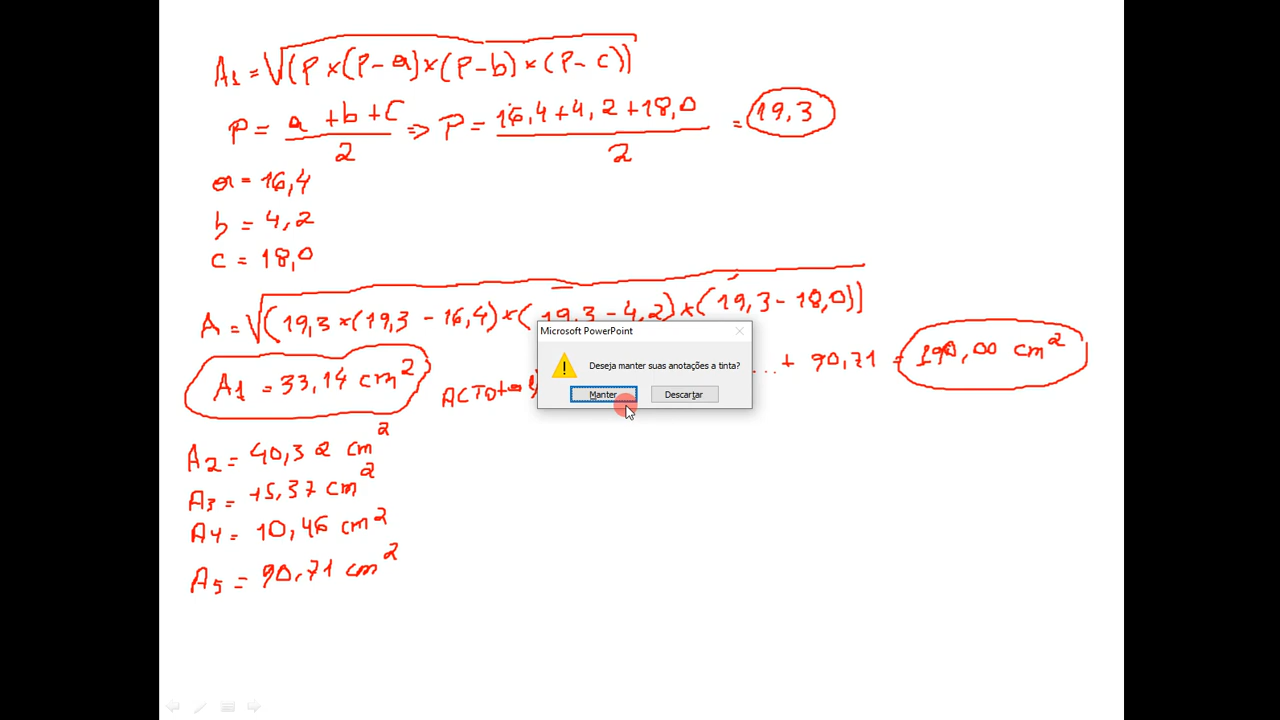 A1 = √(P×(P-a)×(P-b)×(P-c))
P = a+b+c/2 => P = 16,4+4,2+18,0/2 = 19,3
a = 16,4
b = 4,2
c = 18,0
A = √(19,3×(19,3-16,4)×(19,3-4,2)×(19,3-18,0))
A1 = 33,14 cm²
... + 90,71 = 190,00 cm²
A2 = 40,32 cm²
A3 = 15,37 cm²
A4 = 10,46 cm²
A5 = 90,71 cm²
Microsoft PowerPoint
Deseja manter suas anotações a tinta?
Manter
Descartar